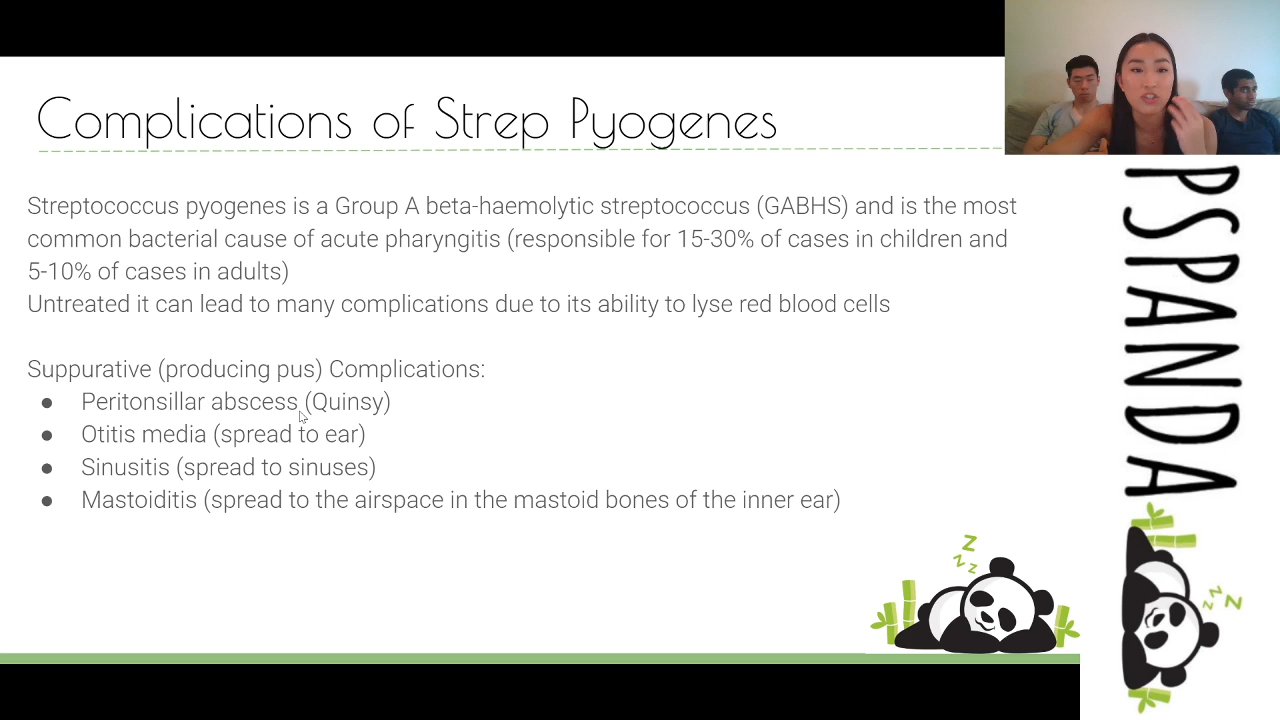 Complications of Strep Pyogenes
Streptococcus pyogenes is a Group A beta-haemolytic streptococcus (GABHS) and is the most
common bacterial cause of acute pharyngitis (responsible for 15-30% of cases in children and
5-10% of cases in adults)
Untreated it can lead to many complications due to its ability to lyse red blood cells
Suppurative (producing pus) Complications:
● Peritonsillar abscess (Quinsy)
● Otitis media (spread to ear)
● Sinusitis (spread to sinuses)
● Mastoiditis (spread to the airspace in the mastoid bones of the inner ear)
Z
Z Z
PSPANDA
Z Z Z